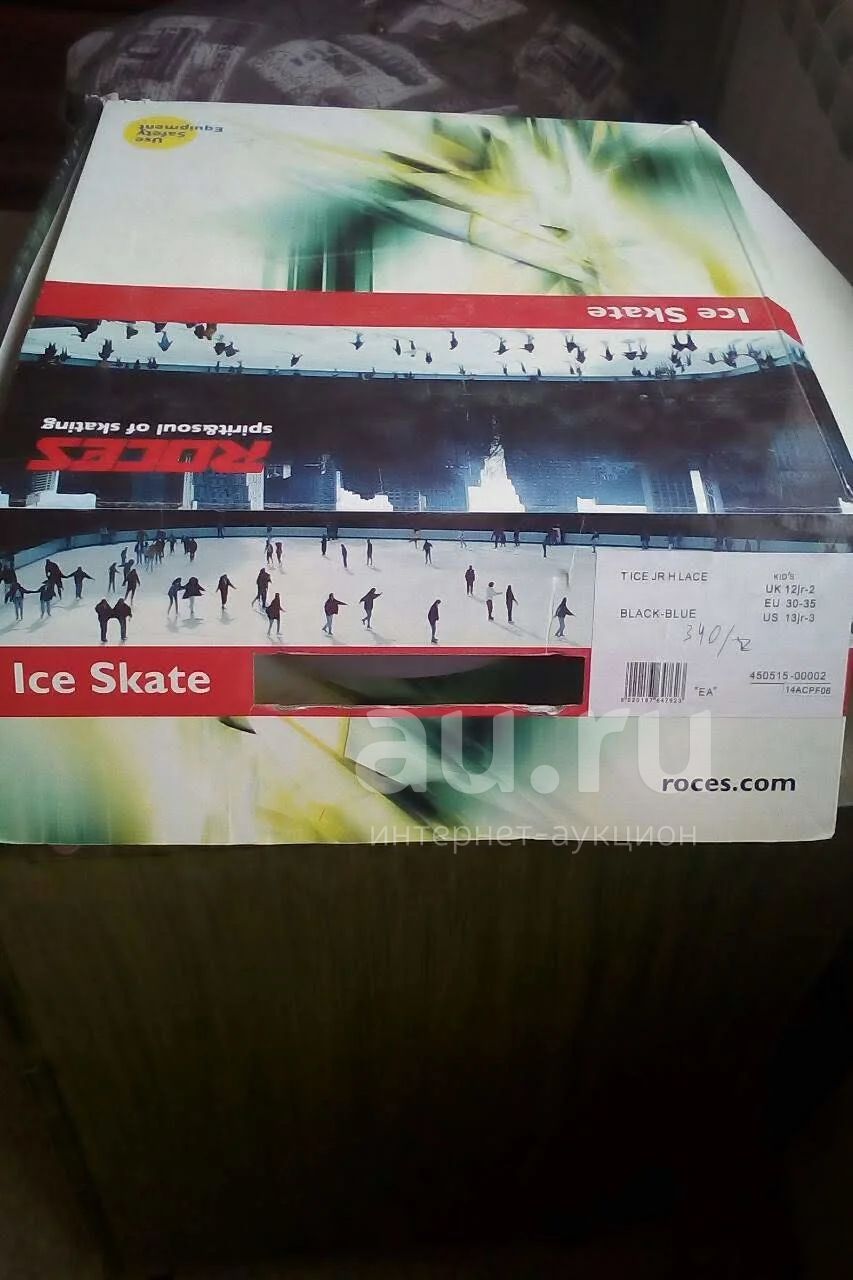 Use
Safety
Equipment
Ice Skate
ROCES
spirit&soul of skating
T ICE JR H LACE
BLACK-BLUE
KID'S
UK 12jr-2
EU 30-35
US 13jr-3
340/
"EA"
450515-00002
14ACPF06
Ice Skate
au.ru
интернет-аукцион
roces.com